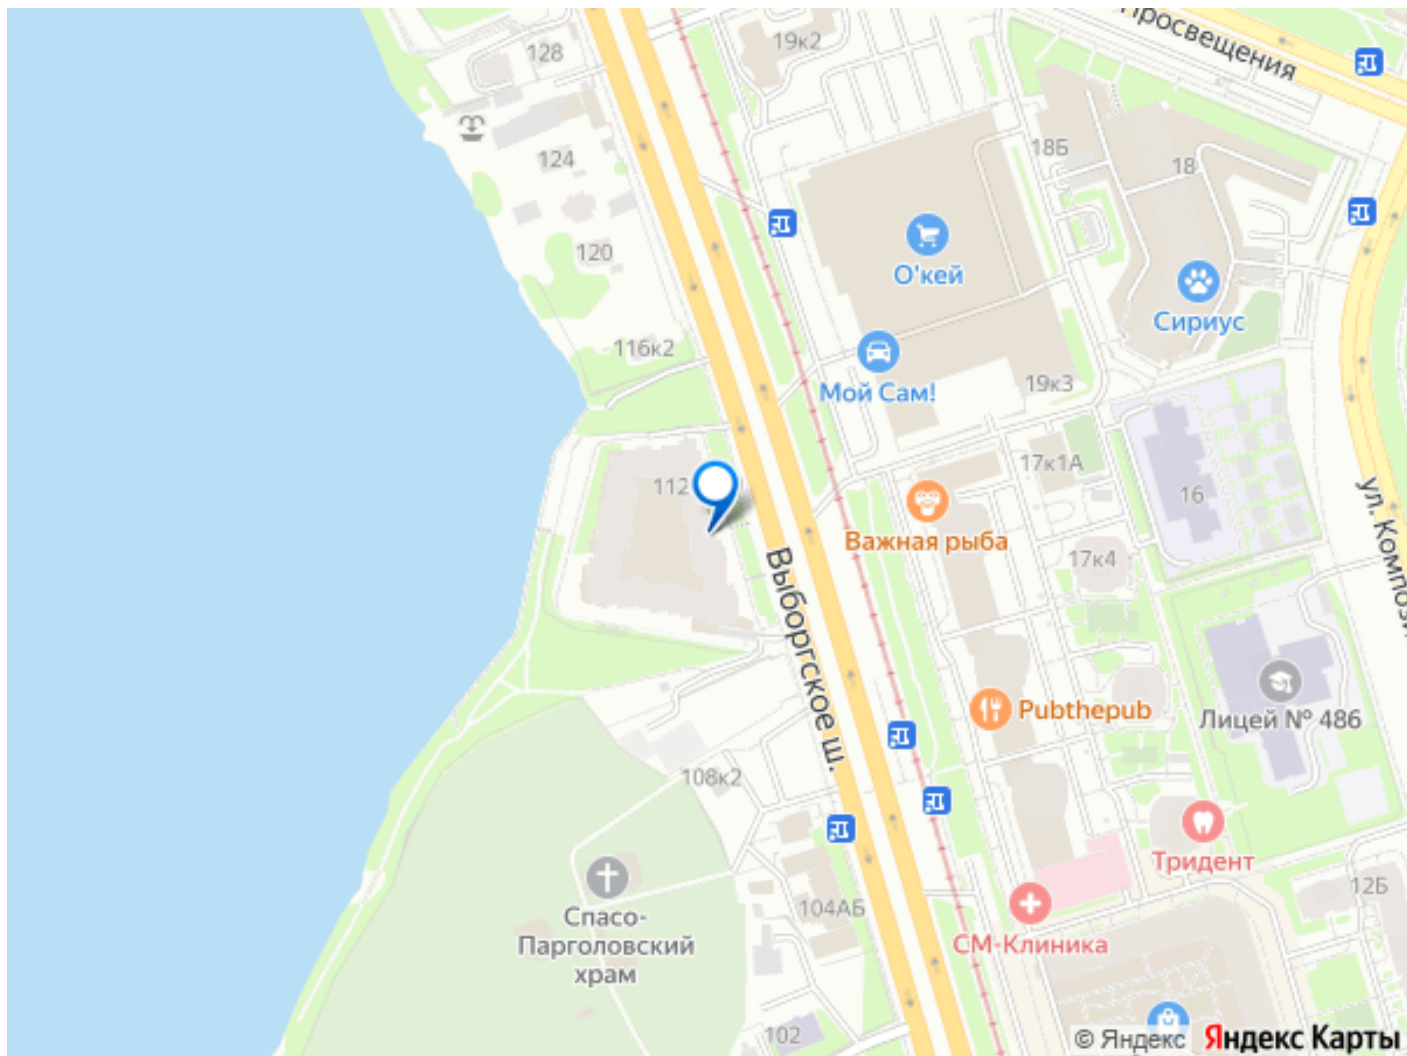 Просвещения
19к2
128
18Б
18
124
120
О'кей
Сириус
116к2
Мой Сам!
19к3
17к1А
112
16
Важная рыба
17к4
ул. Компози
Выборгское ш.
Pubthepub
Лицей № 486
108к2
Тридент
12Б
104АБ
Спасо-
Парголовский
храм
СМ-Клиника
102
© Яндекс Яндекс Карты